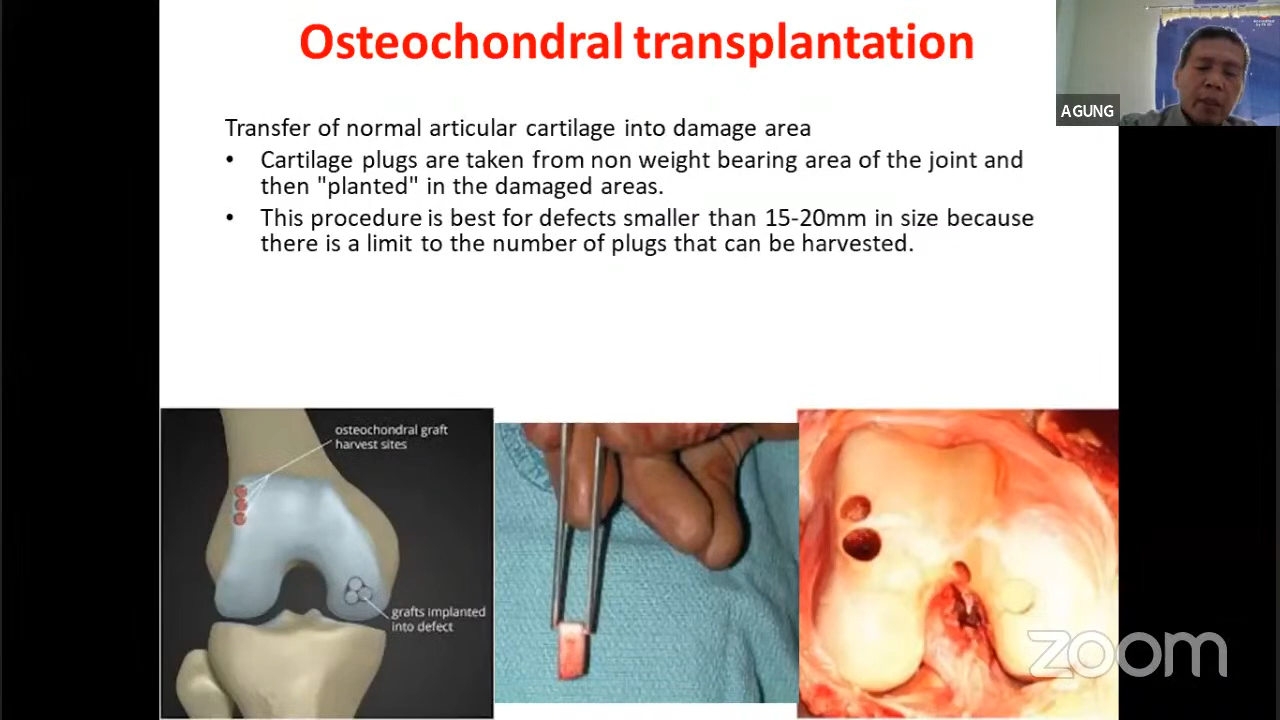 Osteochondral transplantation
AGUNG
Transfer of normal articular cartilage into damage area
• Cartilage plugs are taken from non weight bearing area of the joint and
then "planted" in the damaged areas.
• This procedure is best for defects smaller than 15-20mm in size because
there is a limit to the number of plugs that can be harvested.
osteochondral graft
harvest sites
grafts implanted
into defect
zoom